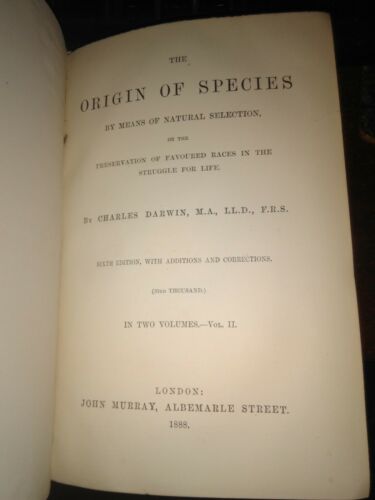 THE
ORIGIN OF SPECIES
BY MEANS OF NATURAL SELECTION,
OR THE
PRESERVATION OF FAVOURED RACES IN THE
STRUGGLE FOR LIFE.
BY CHARLES DARWIN, M.A., LL.D., F.R.S.
SIXTH EDITION, WITH ADDITIONS AND CORRECTIONS.
THOUSAND.)
IN TWO VOLUMES.—VOL. II.
LONDON:
JOHN MURRAY, ALBEMARLE STREET.
1888.